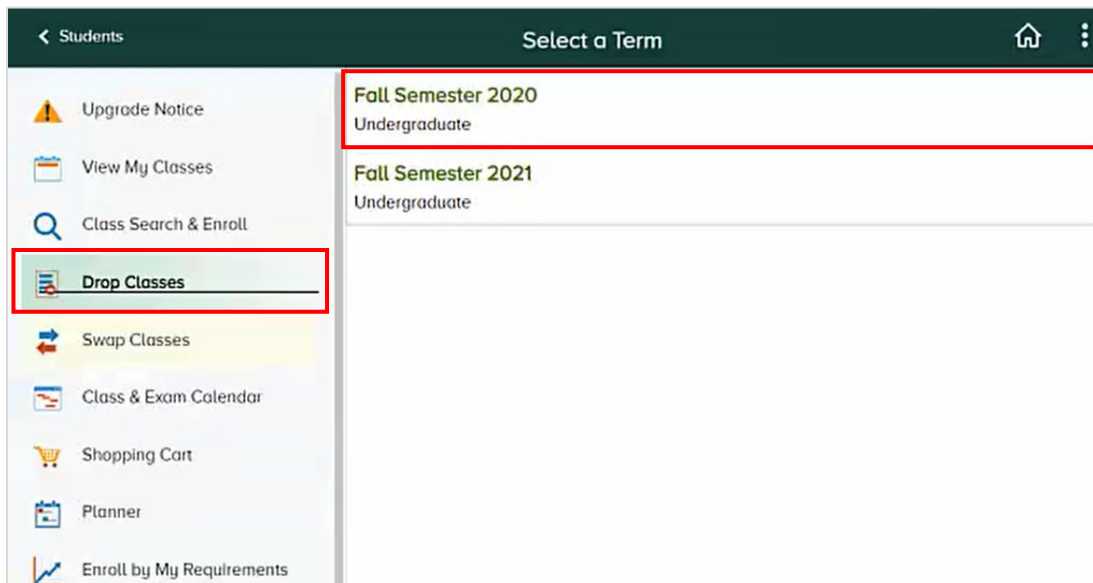 Students
Select a Term
Upgrade Notice
View My Classes
Class Search & Enroll
Drop Classes
Swap Classes
Class & Exam Calendar
Shopping Cart
Planner
Enroll by My Requirements
Fall Semester 2020
Undergraduate
Fall Semester 2021
Undergraduate